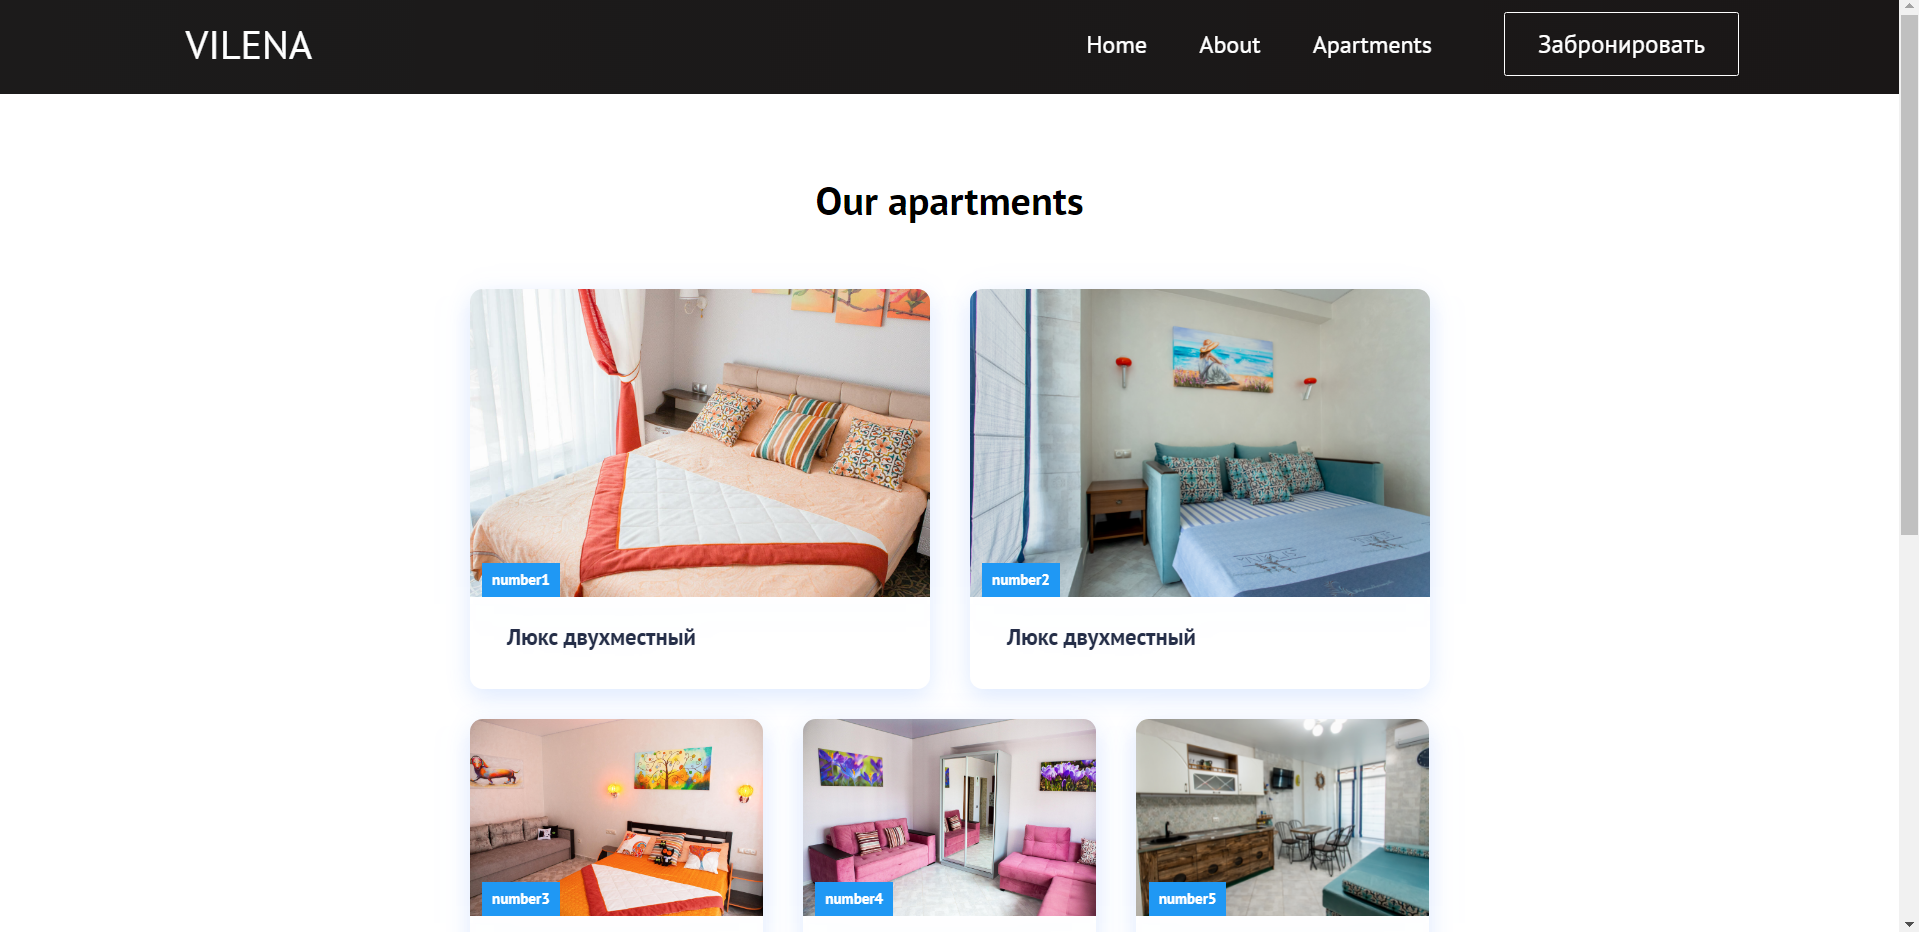 VILENA
Home
About
Apartments
Забронировать
Our apartments
number1
number2
Люкс двухместный
Люкс двухместный
number3
number4
number5